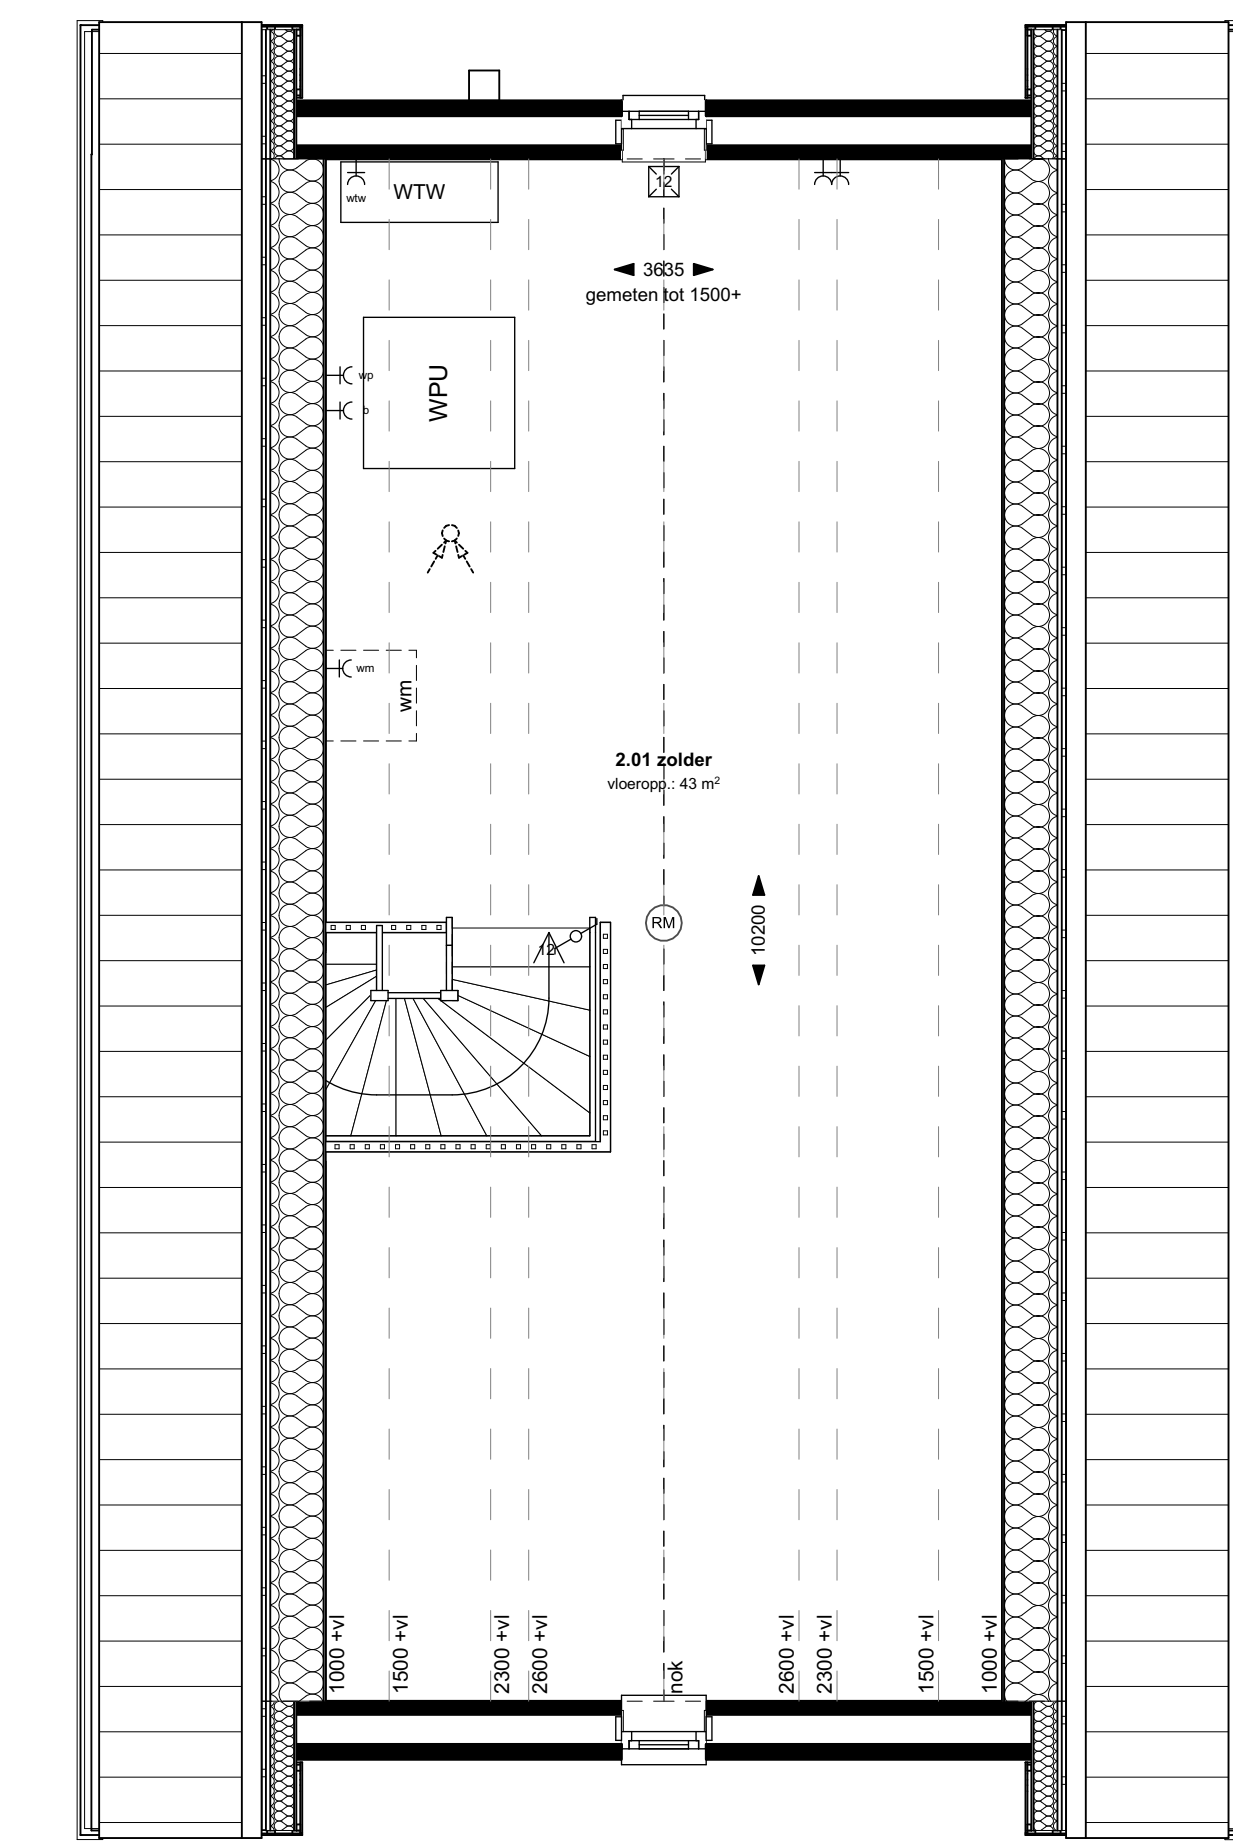 WTW
wtw
12
3635
gemeten tot 1500+
WPU
wp
b
wm
wm
2.01 zolder
vloeropp.: 43 m²
RM
10200
12
1000 +vl
1500 +vl
2300 +vl
2600 +vl
nok
2600 +vl
2300 +vl
1500 +vl
1000 +vl